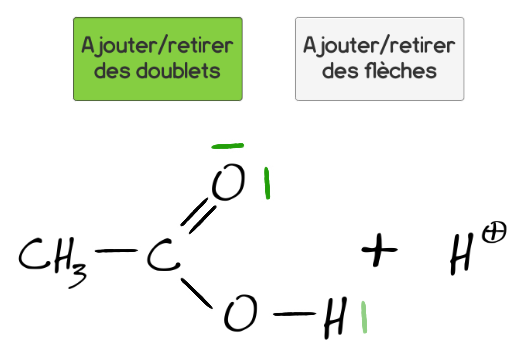 Ajouter/retirer
des doublets
Ajouter/retirer
des flèches
O
CH₃ — C + H⊕
O — H